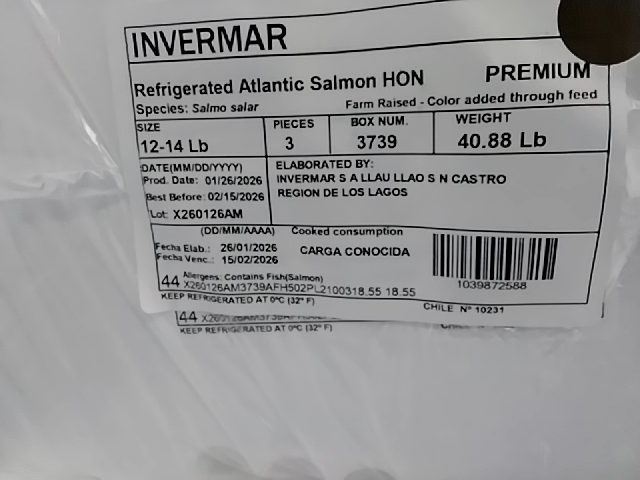 INVERMAR
Refrigerated Atlantic Salmon HON PREMIUM
Species: Salmo salar Farm Raised - Color added through feed
SIZE PIECES BOX NUM. WEIGHT
12-14 Lb 3 3739 40.88 Lb
DATE(MM/DD/YYYY) ELABORATED BY:
Prod. Date: 01/26/2026 INVERMAR S A LLAU LLAO S N CASTRO
Best Before: 02/15/2026 REGION DE LOS LAGOS
Lot: X260126AM
(DD/MM/AAAA) Cooked consumption
Fecha Elab.: 26/01/2026 CARGA CONOCIDA
Fecha Venc.: 15/02/2026
1039872588
Allergens: Contains Fish(Salmon)
44 X260126AM3739AFH502PL2100318.55 18.55
KEEP REFRIGERATED AT 0ºC (32° F) CHILE Nº 10231
44
KEEP REFRIGERATED AT 0ºC (32° F)